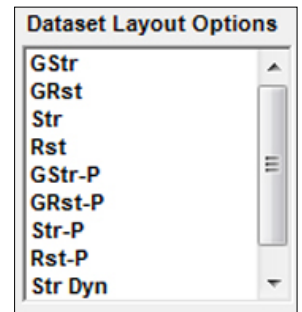 Dataset Layout Options
GStr
GRst
Str
Rst
GStr-P
GRst-P
Str-P
Rst-P
Str Dyn